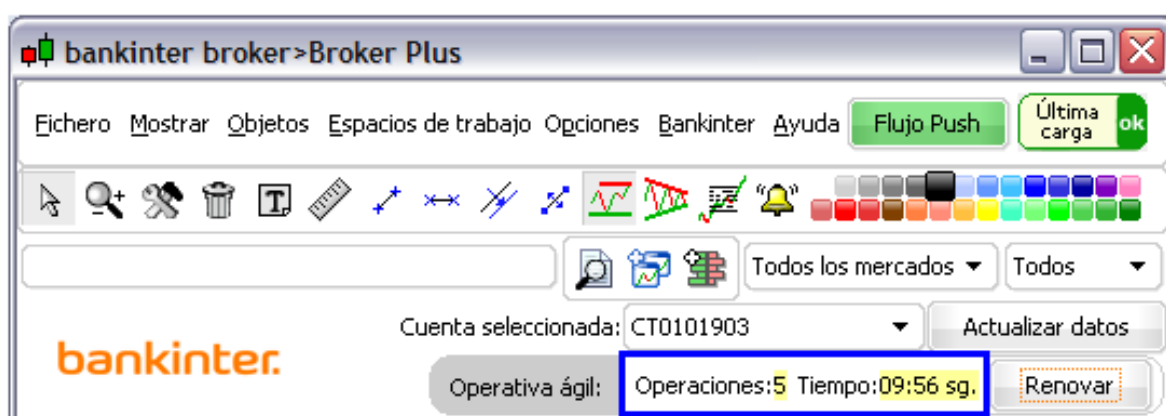 bankinter broker>Broker Plus
Fichero Mostrar Objetos Espacios de trabajo Opciones Bankinter Ayuda Flujo Push Última carga ok
T
Todos los mercados Todos
Cuenta seleccionada: CT0101903 Actualizar datos
bankinter.
Operativa ágil: Operaciones:5 Tiempo:09:56 sg. Renovar